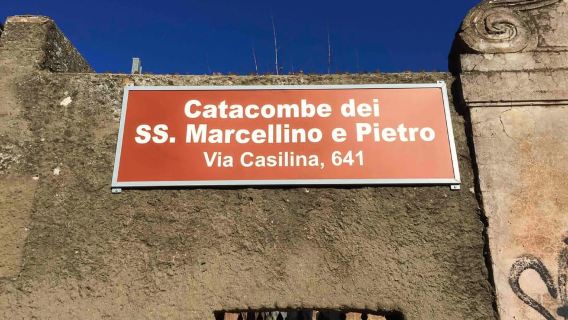 Catacombe dei
SS. Marcellino e Pietro
Via Casilina, 641